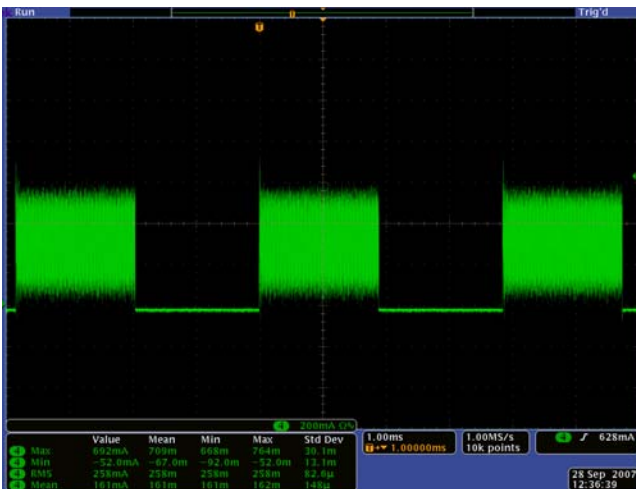 Run Trig'd
200mA Ω
Value Mean Min Max Std Dev
4 Max 692mA 709m 668m 764m 30.1m
4 Min −52.0mA −67.0m −92.0m −52.0m 13.1m
4 RMS 258mA 258m 258m 258m 82.6µ
4 Mean 161mA 161m 161m 162m 148µ
1.00ms
1.00000ms
1.00MS/s
10k points
4 628mA
28 Sep 2007
12:36:39